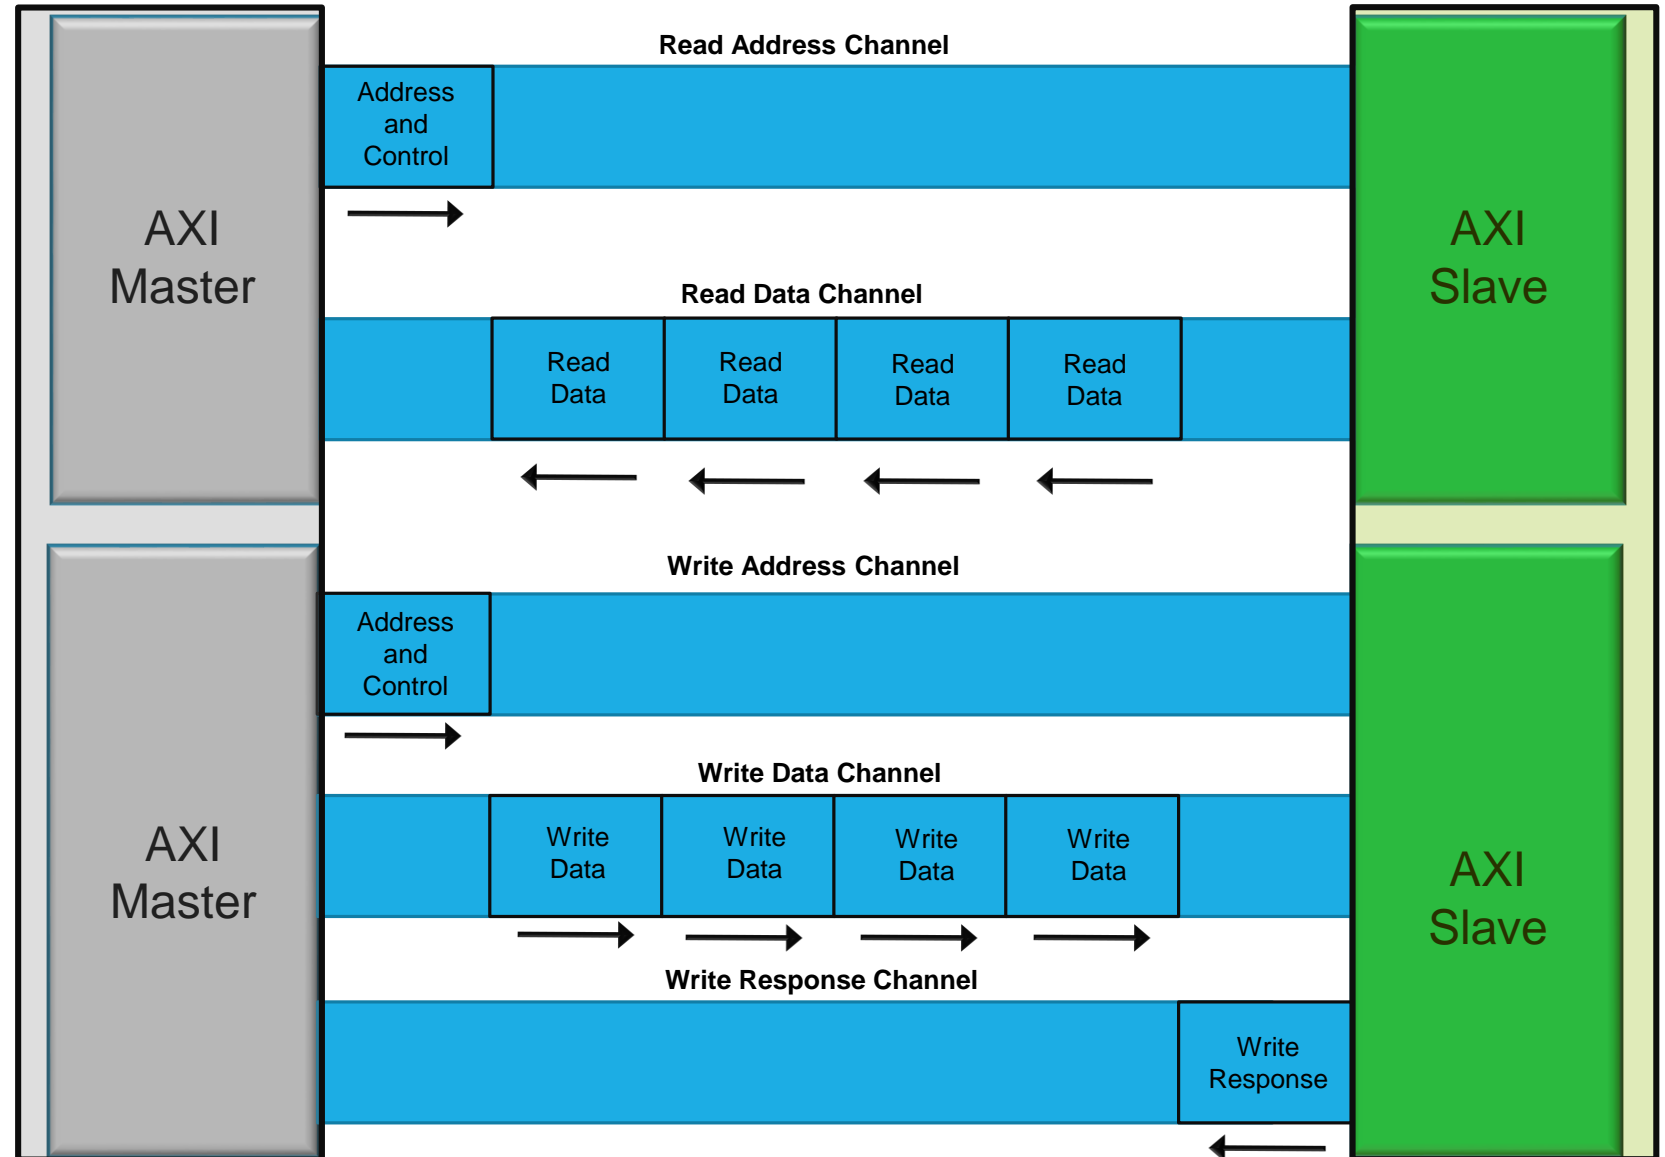 Read Address Channel
Address
and
Control
AXI
Master
AXI
Slave
Read Data Channel
Read
Data
Read
Data
Read
Data
Read
Data
Write Address Channel
Address
and
Control
Write Data Channel
Write
Data
Write
Data
Write
Data
Write
Data
AXI
Master
AXI
Slave
Write Response Channel
Write
Response